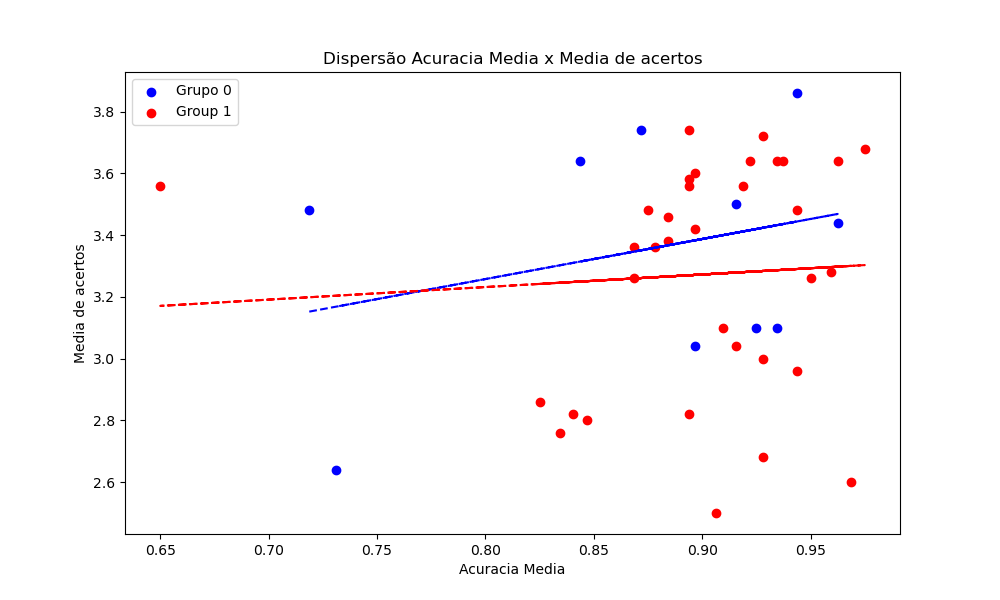 Dispersão Acuracia Media x Media de acertos
Grupo 0
Group 1
Media de acertos
3.8
3.6
3.4
3.2
3.0
2.8
2.6
0.65 0.70 0.75 0.80 0.85 0.90 0.95
Acuracia Media